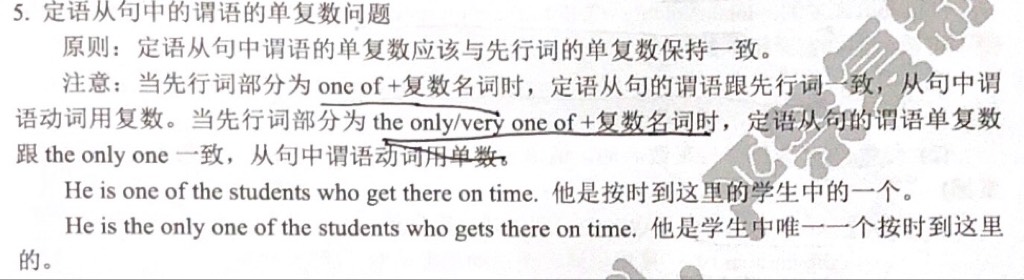 5. 定语从句中的谓语的单复数问题
原则：定语从句中谓语的单复数应该与先行词的单复数保持一致。
注意：当先行词部分为 one of +复数名词时，定语从句的谓语跟先行词一致，从句中谓
语动词用复数。当先行词部分为 the only/very one of +复数名词时，定语从句的谓语单复数
跟 the only one 一致，从句中谓语动词用单数。
He is one of the students who get there on time. 他是按时到这里的学生中的一个。
He is the only one of the students who gets there on time. 他是学生中唯一一个按时到这里
的。
严禁复制